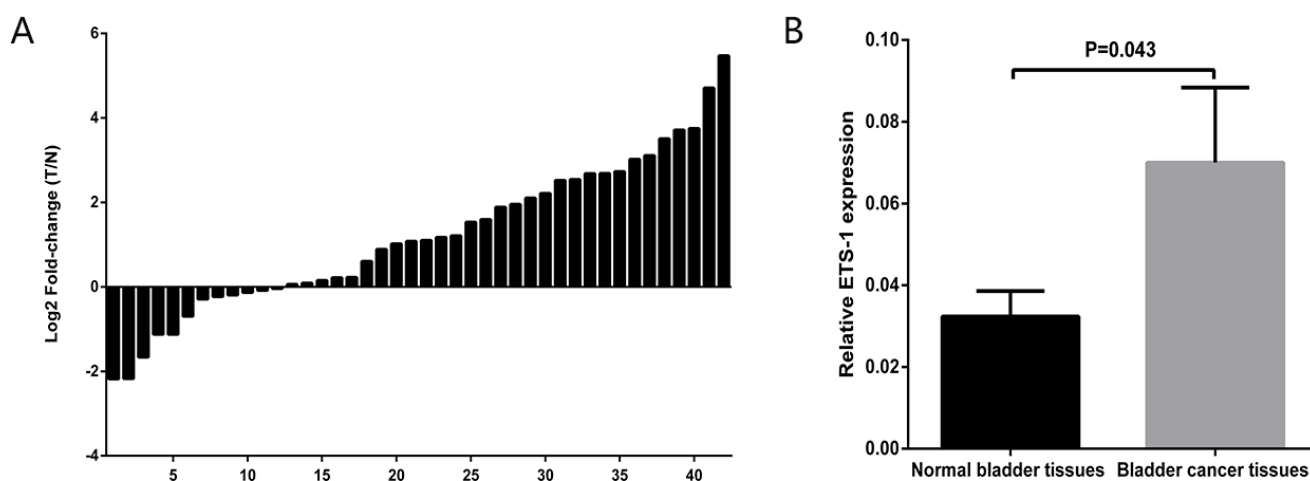 A
Log2 Fold-change (T/N)
6
4
2
0
-2
-4
5
10
15
20
25
30
35
40
B
P=0.043
Relative ETS-1 expression
0.10
0.08
0.06
0.04
0.02
0.00
Normal bladder tissues
Bladder cancer tissues